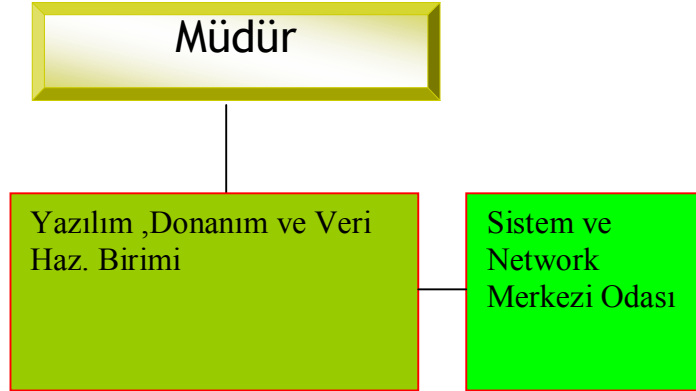 Müdür
Yazılım ,Donanım ve Veri
Haz. Birimi
Sistem ve
Network
Merkezi Odası